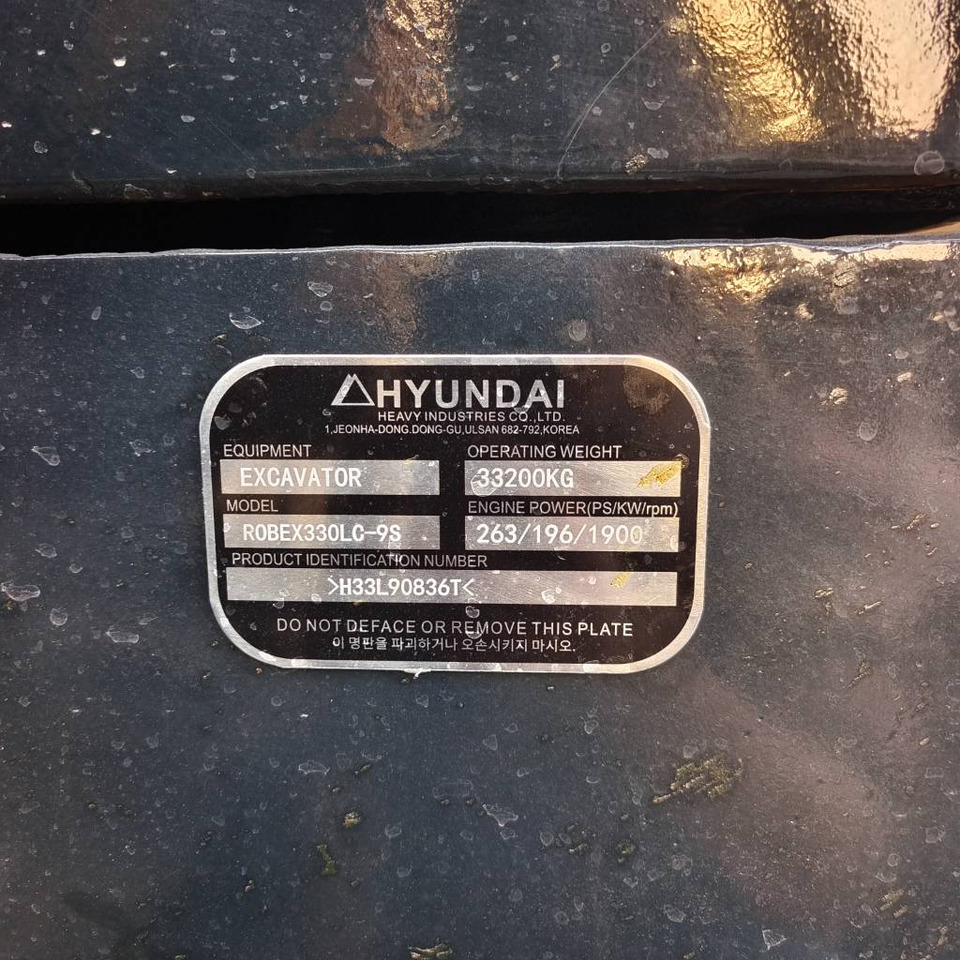 HYUNDAI
HEAVY INDUSTRIES CO.,LTD.
1,JEONHA-DONG.DONG-GU,ULSAN 682-792,KOREA
EQUIPMENT OPERATING WEIGHT
EXCAVATOR 33200KG
MODEL ENGINE POWER(PS/KW/rpm)
ROBEX330LC-9S 263/196/1900
PRODUCT IDENTIFICATION NUMBER
>H33L90836T<
DO NOT DEFACE OR REMOVE THIS PLATE
이 명판을 파괴하거나 오손시키지 마시오.